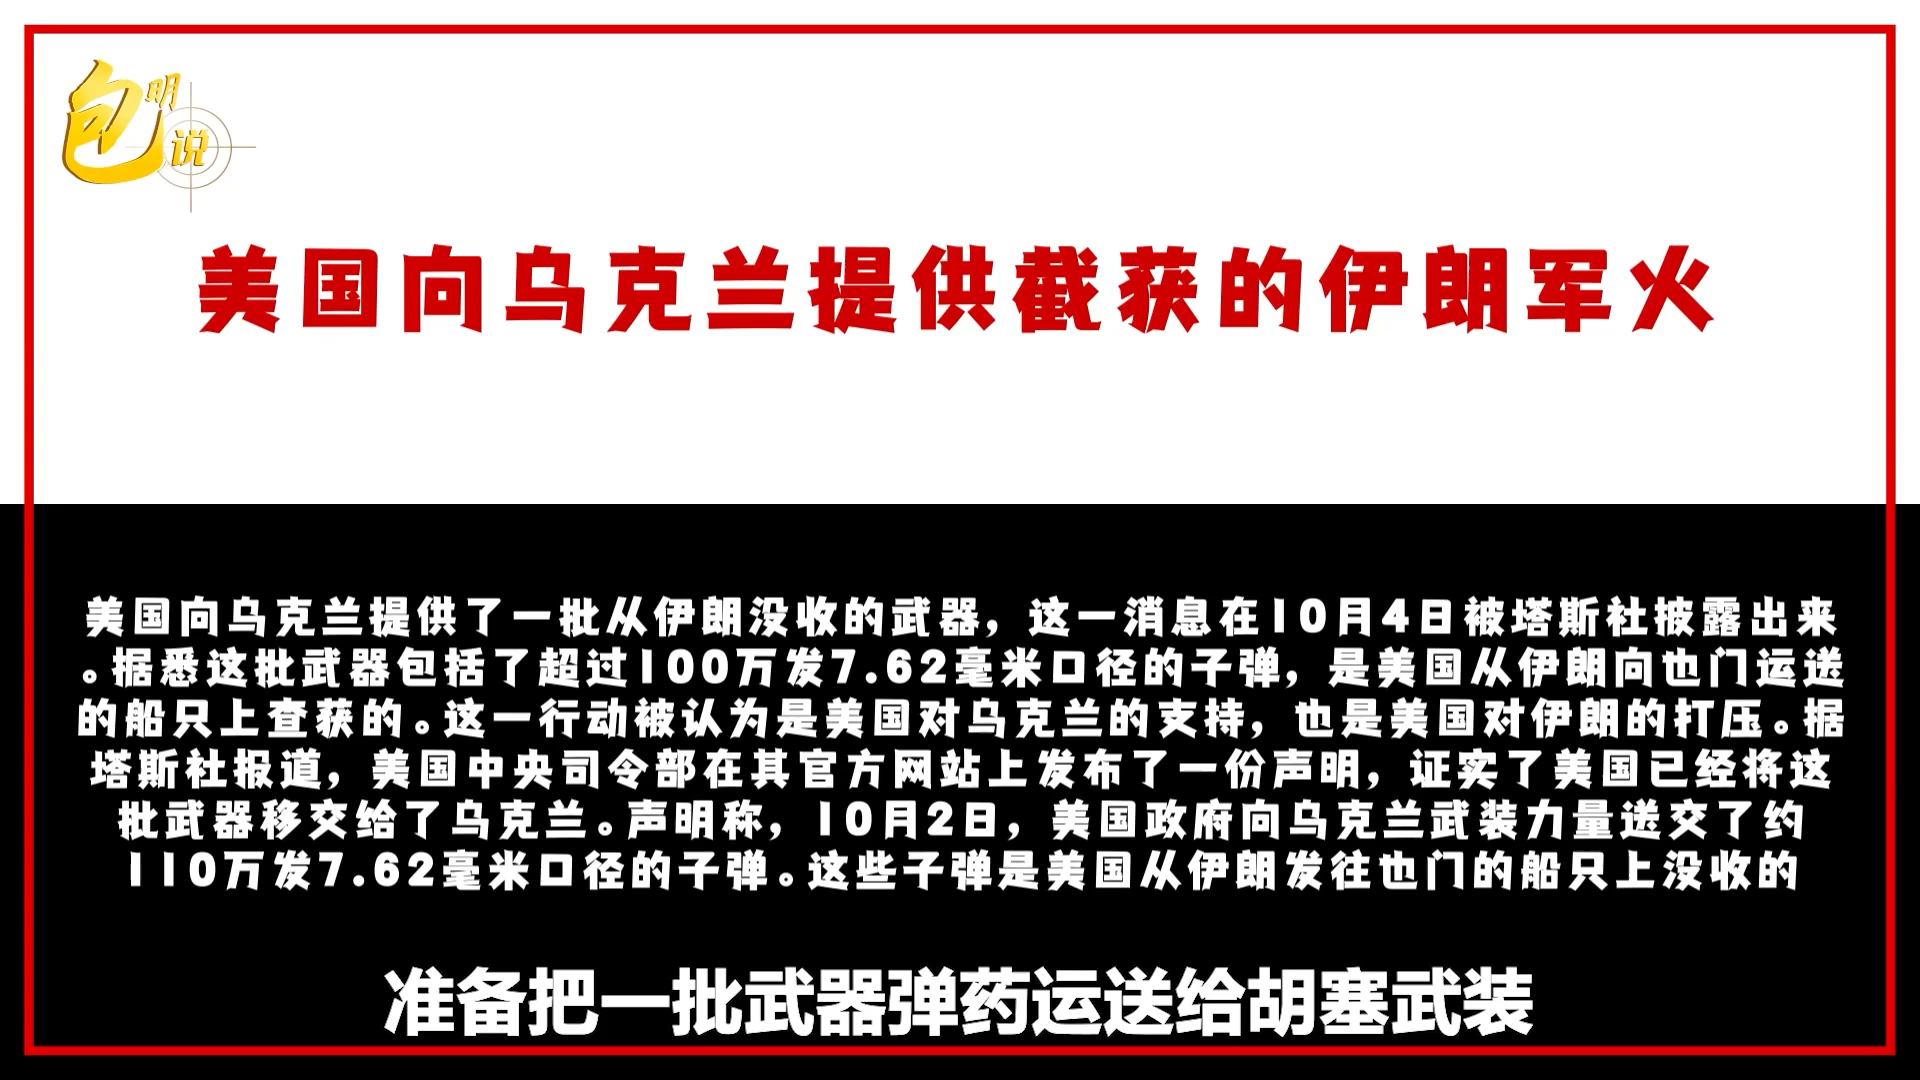 包明说
美国向乌克兰提供截获的伊朗军火
美国向乌克兰提供了一批从伊朗没收的武器，这一消息在10月4日被塔斯社披露出来
。据悉这批武器包括了超过100万发7.62毫米口径的子弹，是美国从伊朗向也门运送
的船只上查获的。这一行动被认为是美国对乌克兰的支持，也是美国对伊朗的打压。据
塔斯社报道，美国中央司令部在其官方网站上发布了一份声明，证实了美国已经将这
批武器移交给了乌克兰。声明称，10月2日，美国政府向乌克兰武装力量送交了约
110万发7.62毫米口径的子弹。这些子弹是美国从伊朗发往也门的船只上没收的
准备把一批武器弹药运送给胡塞武装